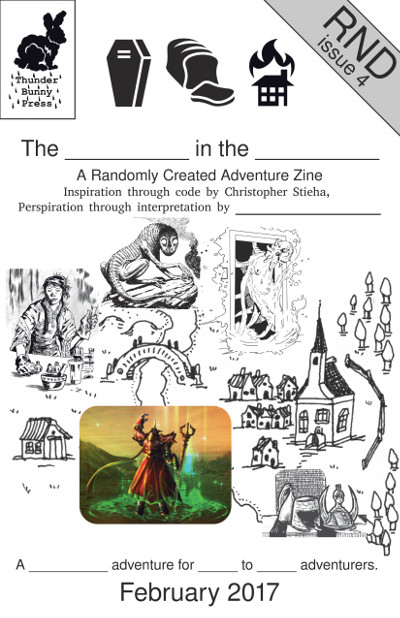 RND
issue 4
Thunder
Bunny
Press
The __________ in the ___________
A Randomly Created Adventure Zine
Inspiration through code by Christopher Stieha,
Perspiration through interpretation by ____________________
A __________ adventure for _____ to _____ adventurers.
February 2017